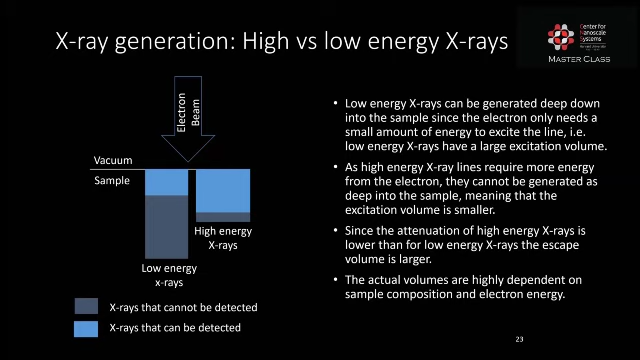 X-ray generation: High vs low energy X-rays
Center for
Nanoscale
Systems
Harvard University
MASTER CLASS
Electron
Beam
Vacuum
Sample
High energy
X-Rays
Low energy
x-rays
X-Rays that cannot be detected
X-Rays that can be detected
• Low energy X-rays can be generated deep down
into the sample since the electron only needs a
small amount of energy to excite the line, i.e.
low energy X-rays have a large excitation volume.
• As high energy X-ray lines require more energy
from the electron, they cannot be generated as
deep into the sample, meaning that the
excitation volume is smaller.
• Since the attenuation of high energy X-rays is
lower than for low energy X-rays the escape
volume is larger.
• The actual volumes are highly dependent on
sample composition and electron energy.
23